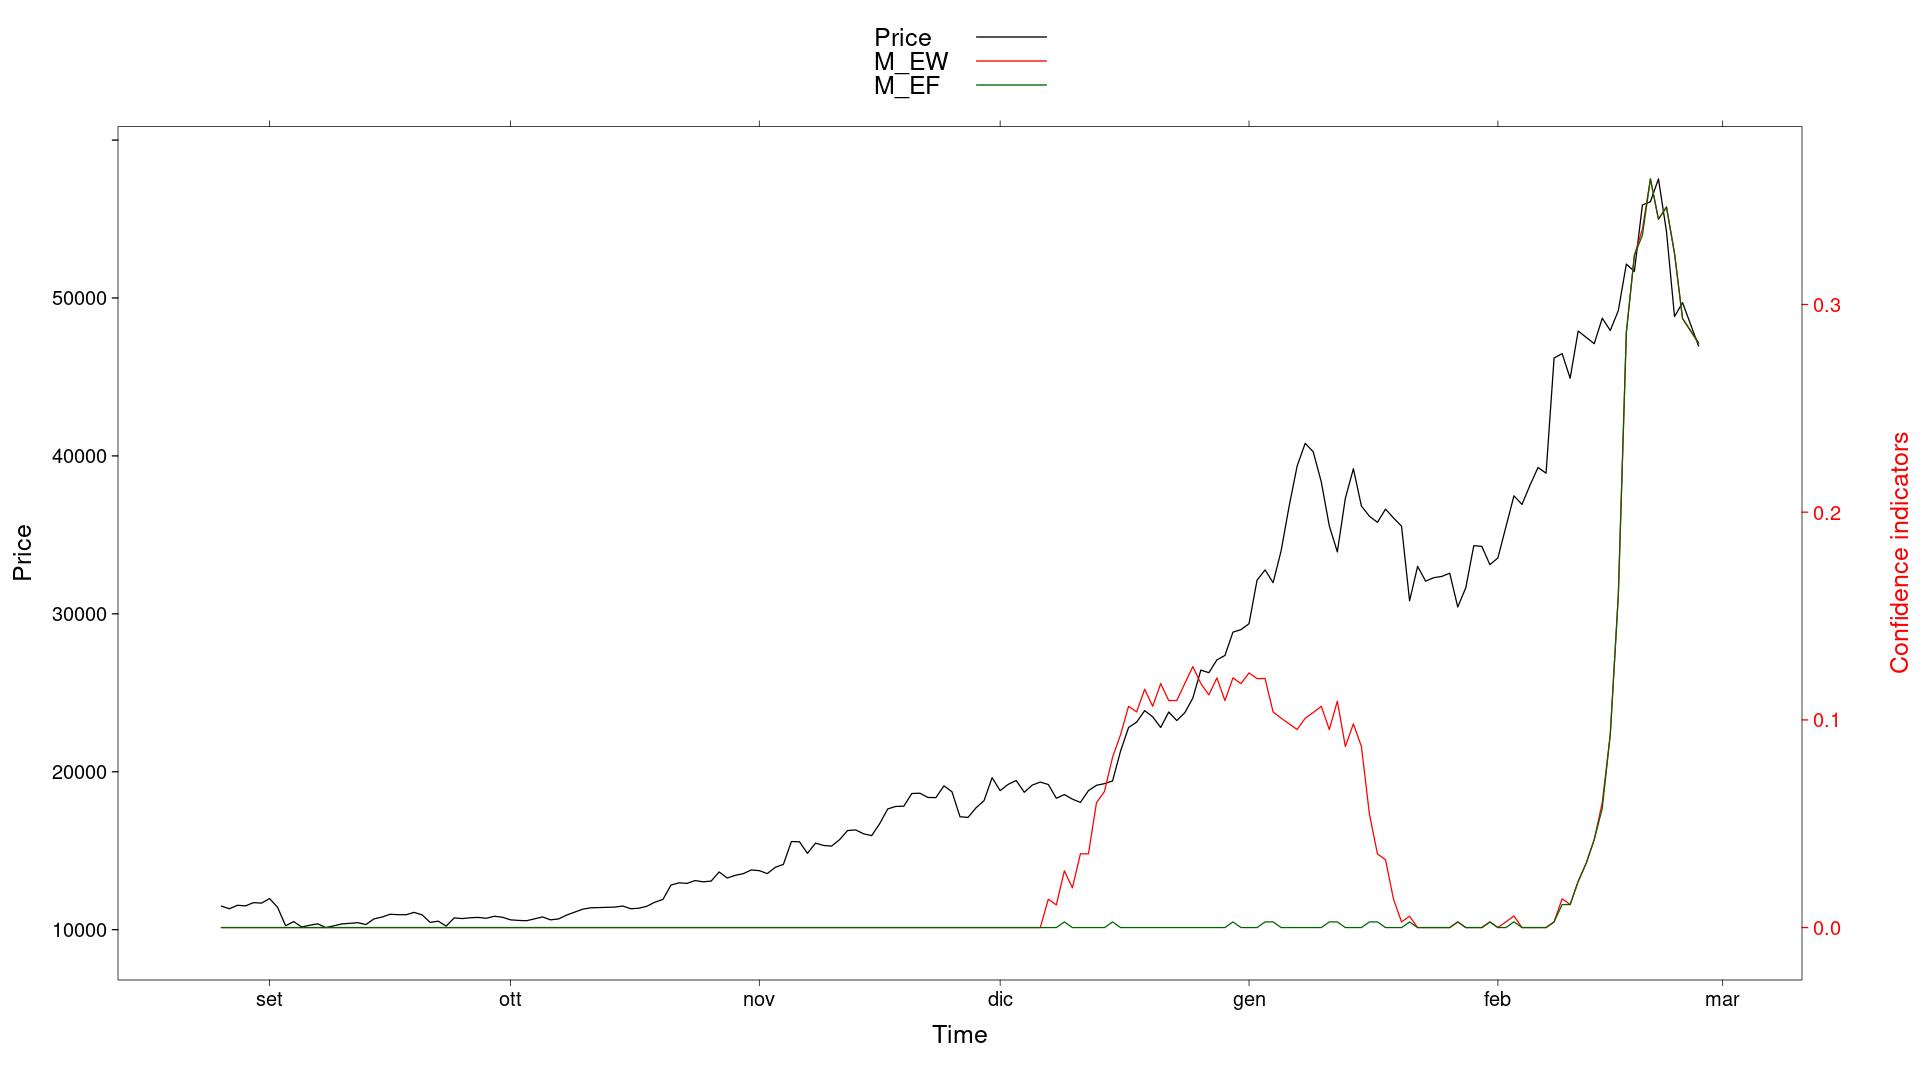 Price
M_EW
M_EF
50000
40000
30000
20000
10000
Price
0.3
0.2
0.1
0.0
Confidence indicators
set ott nov dic gen feb mar
Time